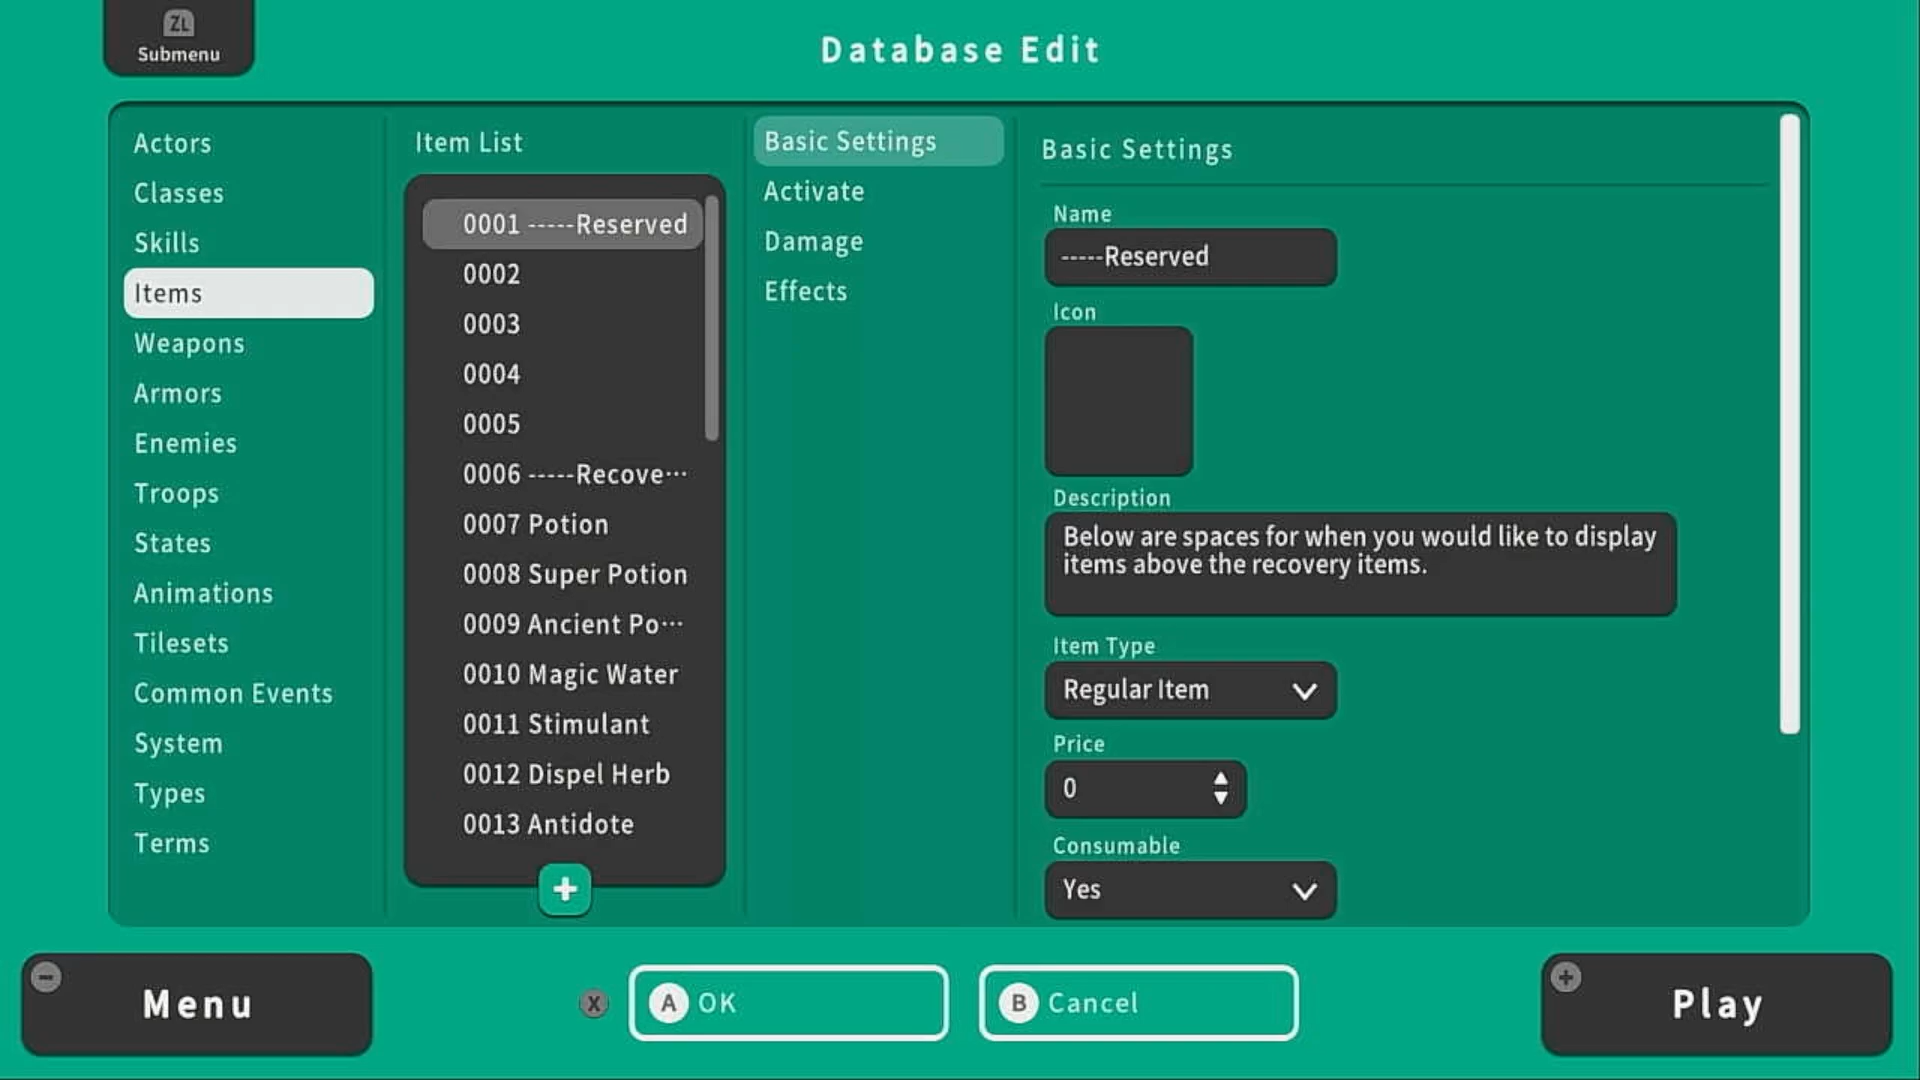 ZL
Submenu
Database Edit
Actors
Classes
Skills
Items
Weapons
Armors
Enemies
Troops
States
Animations
Tilesets
Common Events
System
Types
Terms
Item List
0001 -----Reserved
0002
0003
0004
0005
0006 -----Recove…
0007 Potion
0008 Super Potion
0009 Ancient Po…
0010 Magic Water
0011 Stimulant
0012 Dispel Herb
0013 Antidote
+
Basic Settings
Activate
Damage
Effects
Basic Settings
Name
-----Reserved
Icon
Description
Below are spaces for when you would like to display
items above the recovery items.
Item Type
Regular Item
Price
0
Consumable
Yes
Menu
X
A OK
B Cancel
Play